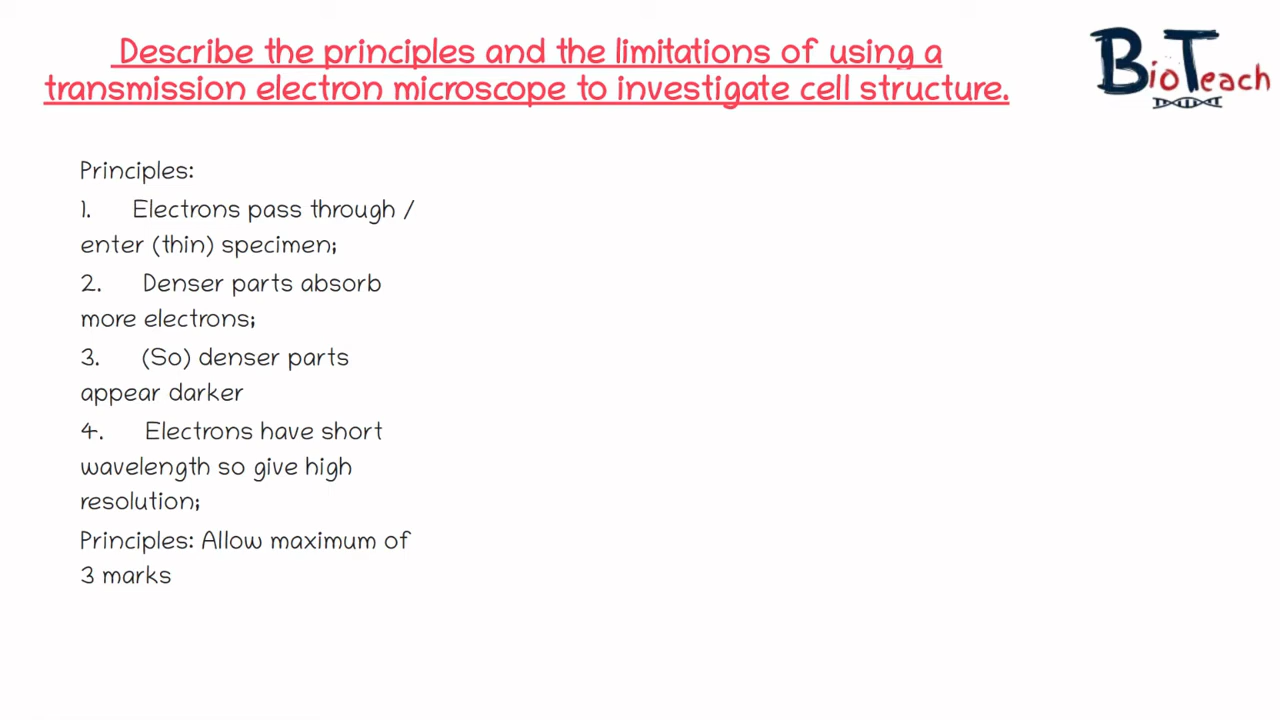 Describe the principles and the limitations of using a
transmission electron microscope to investigate cell structure.
BioTeach
Principles:
1. Electrons pass through /
enter (thin) specimen;
2. Denser parts absorb
more electrons;
3. (So) denser parts
appear darker
4. Electrons have short
wavelength so give high
resolution;
Principles: Allow maximum of
3 marks